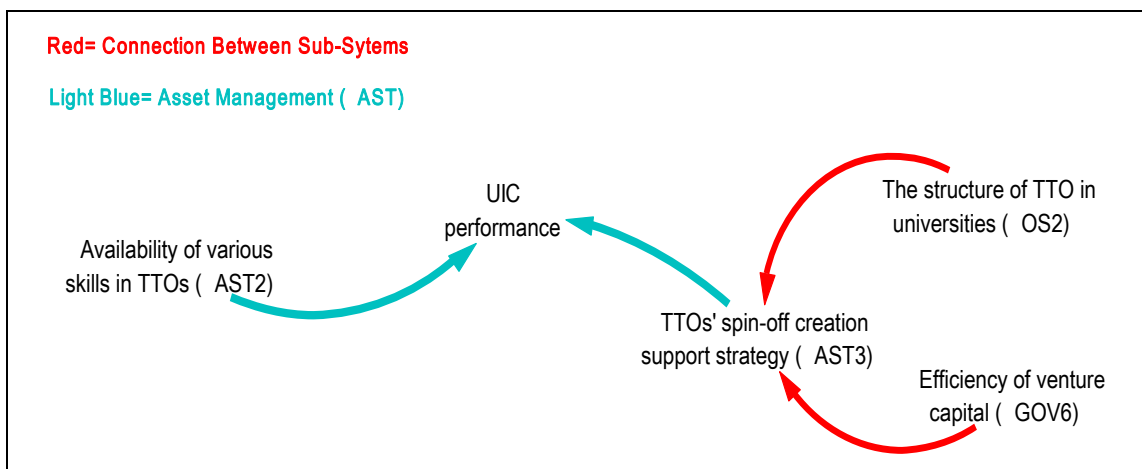 Red= Connection Between Sub-Sytems
Light Blue= Asset Management ( AST)
UIC
performance
The structure of TTO in
universities ( OS2)
Availability of various
skills in TTOs ( AST2)
TTOs' spin-off creation
support strategy ( AST3)
Efficiency of venture
capital ( GOV6)